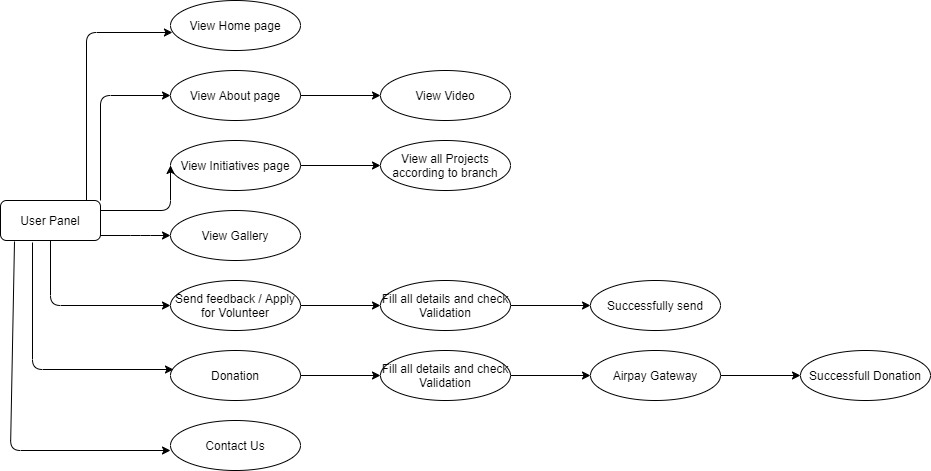 View Home page
View About page
View Video
View Initiatives page
View all Projects
according to branch
User Panel
View Gallery
Send feedback / Apply
for Volunteer
Fill all details and check
Validation
Successfully send
Donation
Fill all details and check
Validation
Airpay Gateway
Successfull Donation
Contact Us